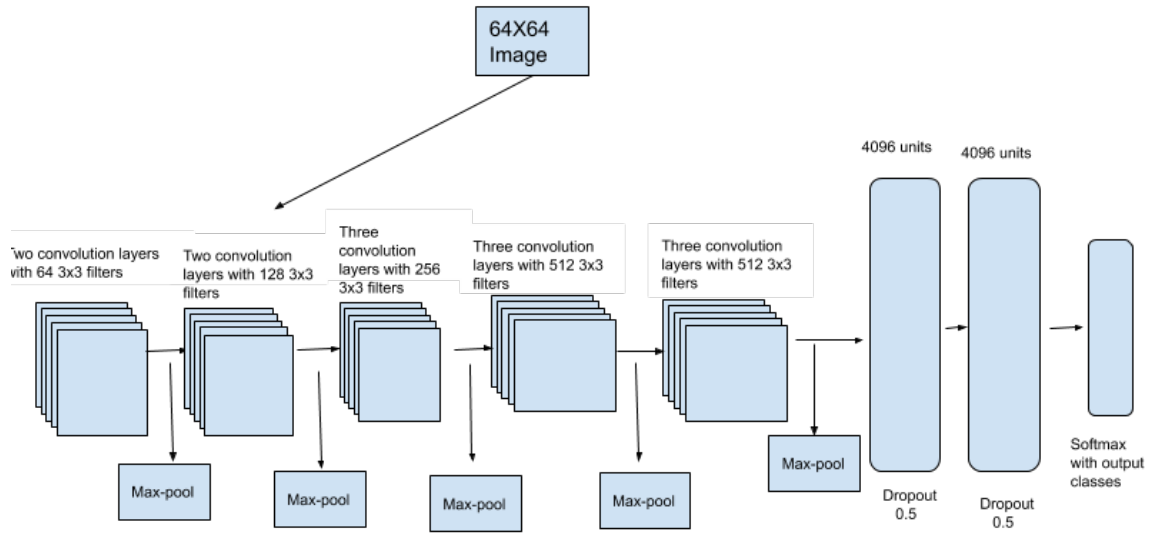 64X64
Image
4096 units
4096 units
Two convolution layers
with 64 3x3 filters
Two convolution
layers with 128 3x3
filters
Three
convolution
layers with 256
3x3 filters
Three convolution
layers with 512 3x3
filters
Three convolution
layers with 512 3x3
filters
Max-pool
Max-pool
Max-pool
Max-pool
Max-pool
Dropout
0.5
Dropout
0.5
Softmax
with output
classes